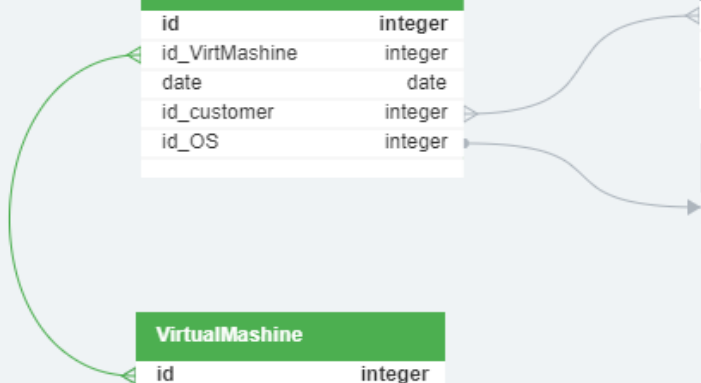 id integer
id_VirtMashine integer
date date
id_customer integer
id_OS integer
VirtualMashine
id integer